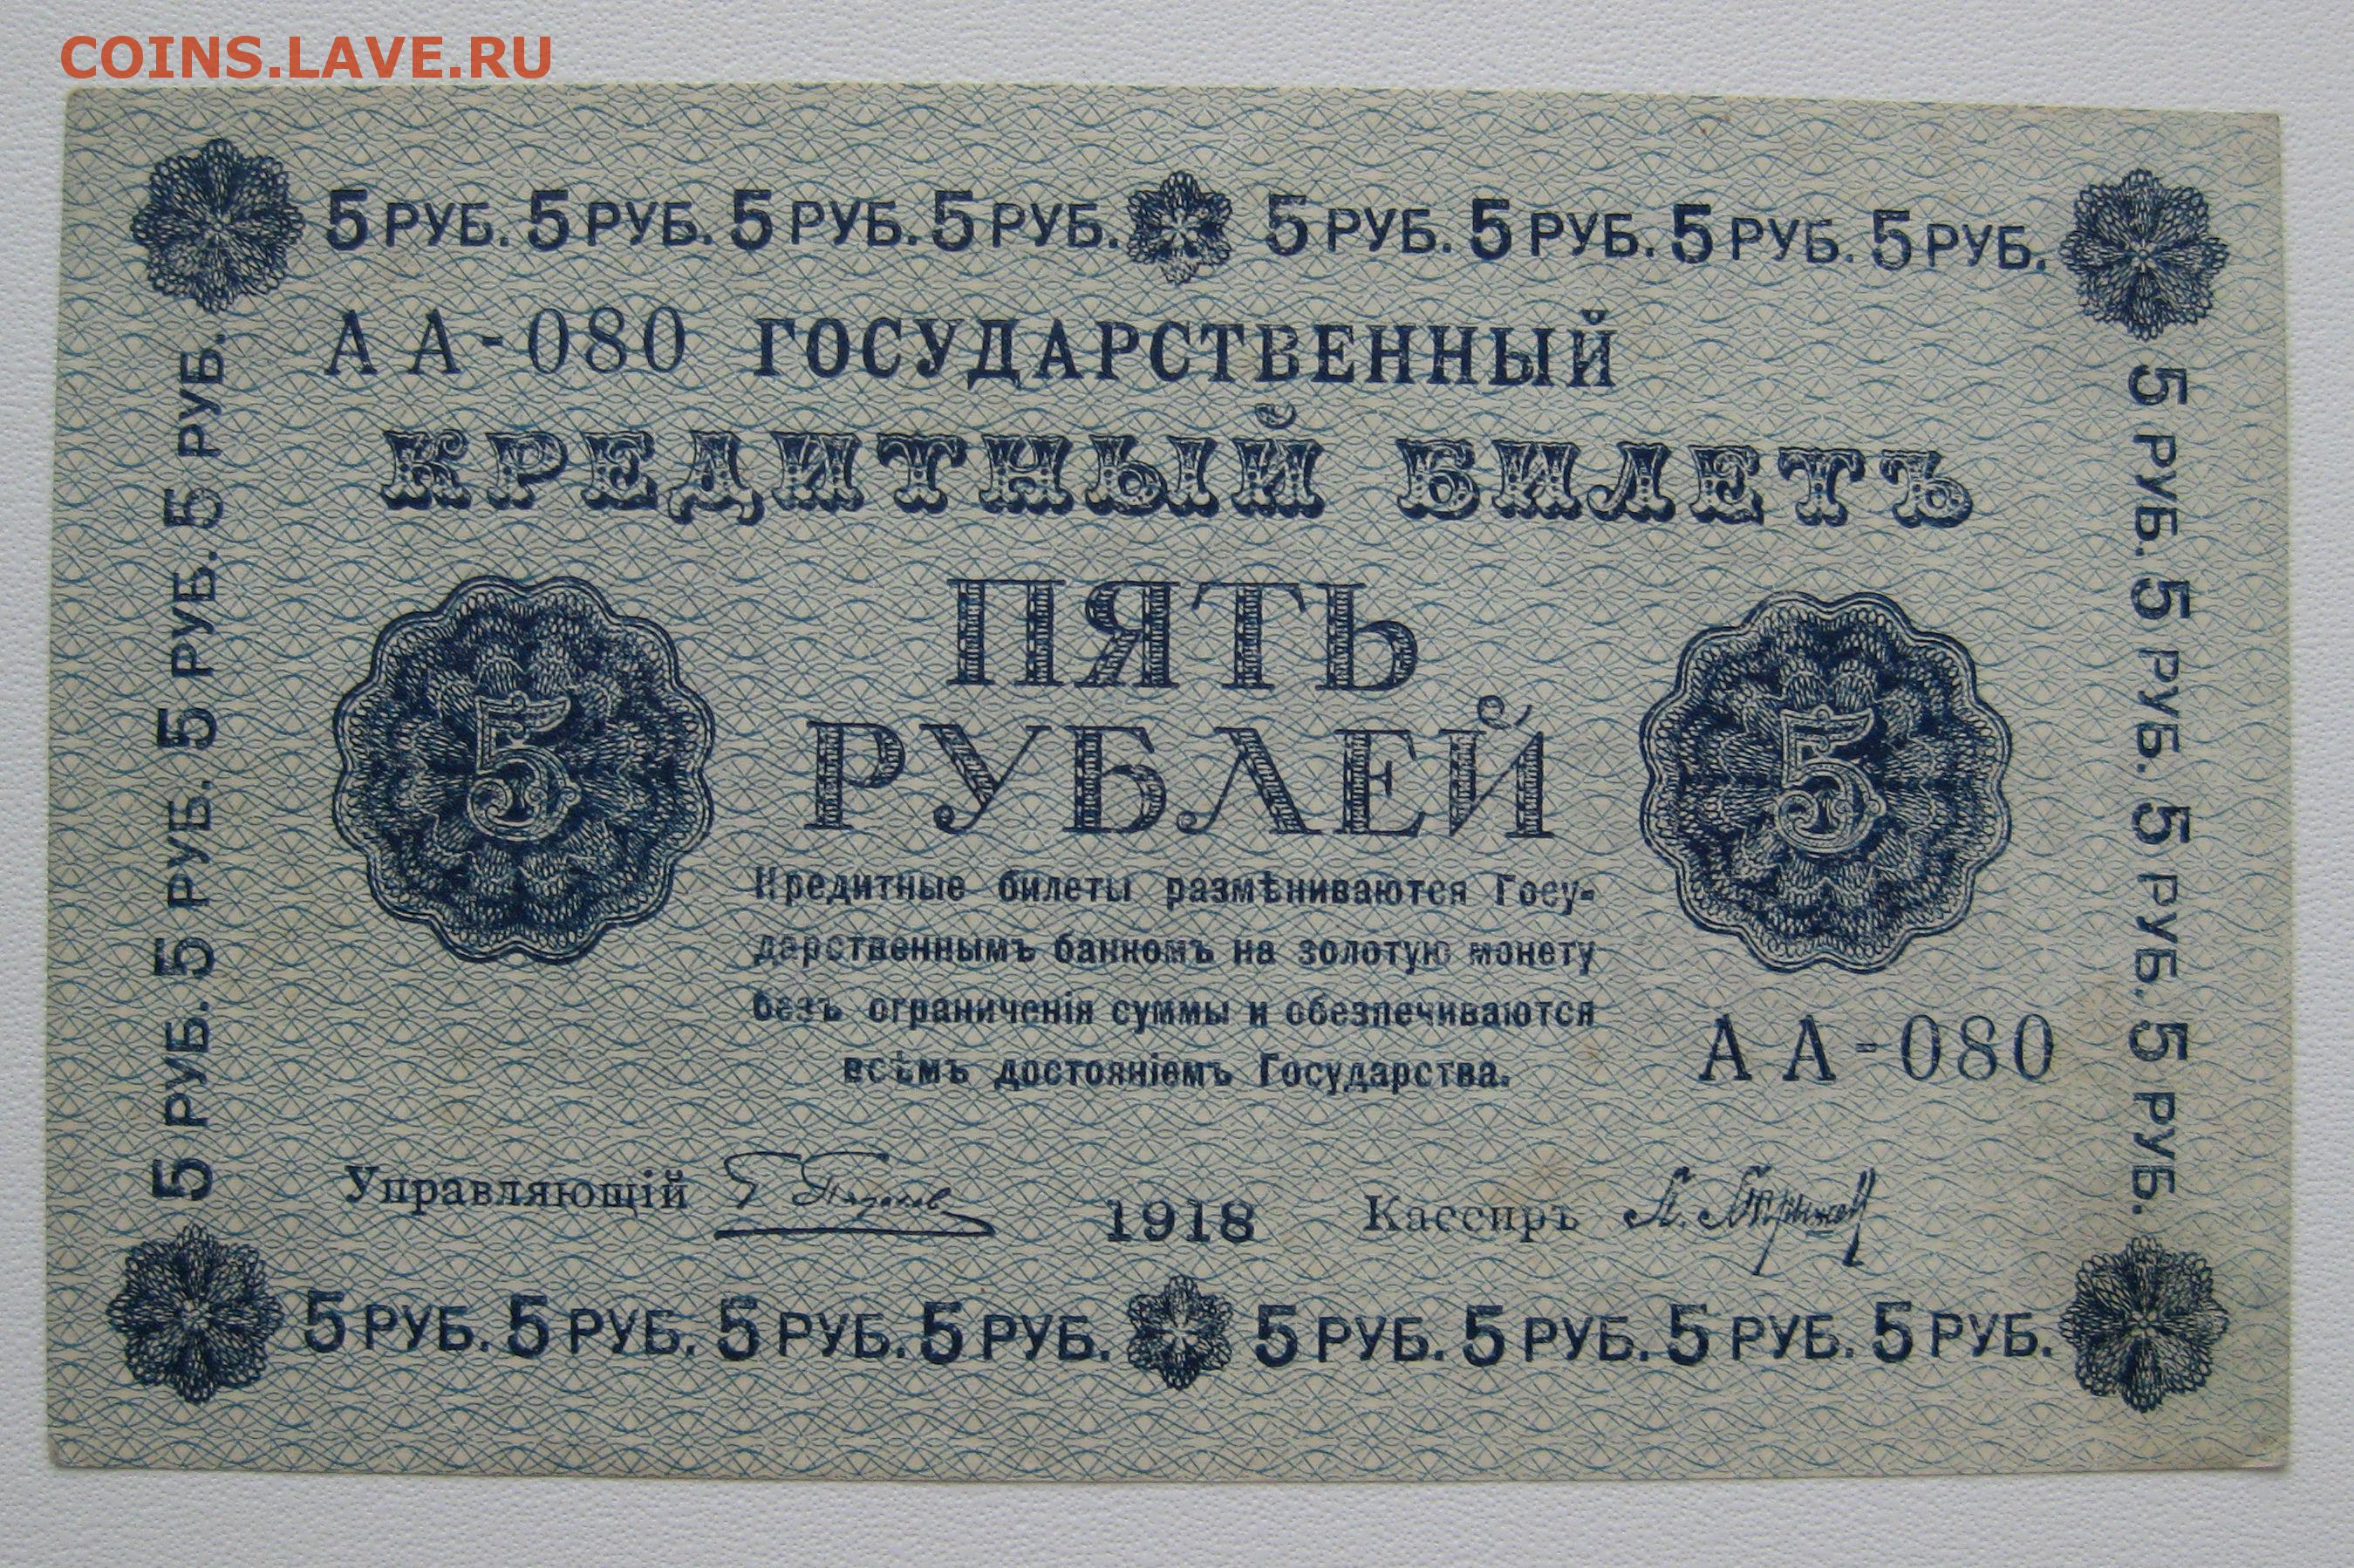 COINS.LAVE.RU
5 РУБ. 5 РУБ. 5 РУБ. 5 РУБ. 5 РУБ. 5 РУБ. 5 РУБ. 5 РУБ.
АА-080 ГОСУДАРСТВЕННЫЙ
КРЕДИТНЫЙ БИЛЕТЪ
ПЯТЬ
РУБЛЕЙ
5
5
Кредитные билеты размѣниваются Госу-
дарственнымъ банкомъ на золотую монету
безъ ограниченія суммы и обезпечиваются
всѣмъ достояніемъ Государства.
АА-080
Управляющій
1918
Кассиръ
5 РУБ. 5 РУБ. 5 РУБ. 5 РУБ. 5 РУБ. 5 РУБ. 5 РУБ. 5 РУБ.
5 РУБ. 5 РУБ. 5 РУБ. 5 РУБ.
5 РУБ. 5 РУБ. 5 РУБ. 5 РУБ.